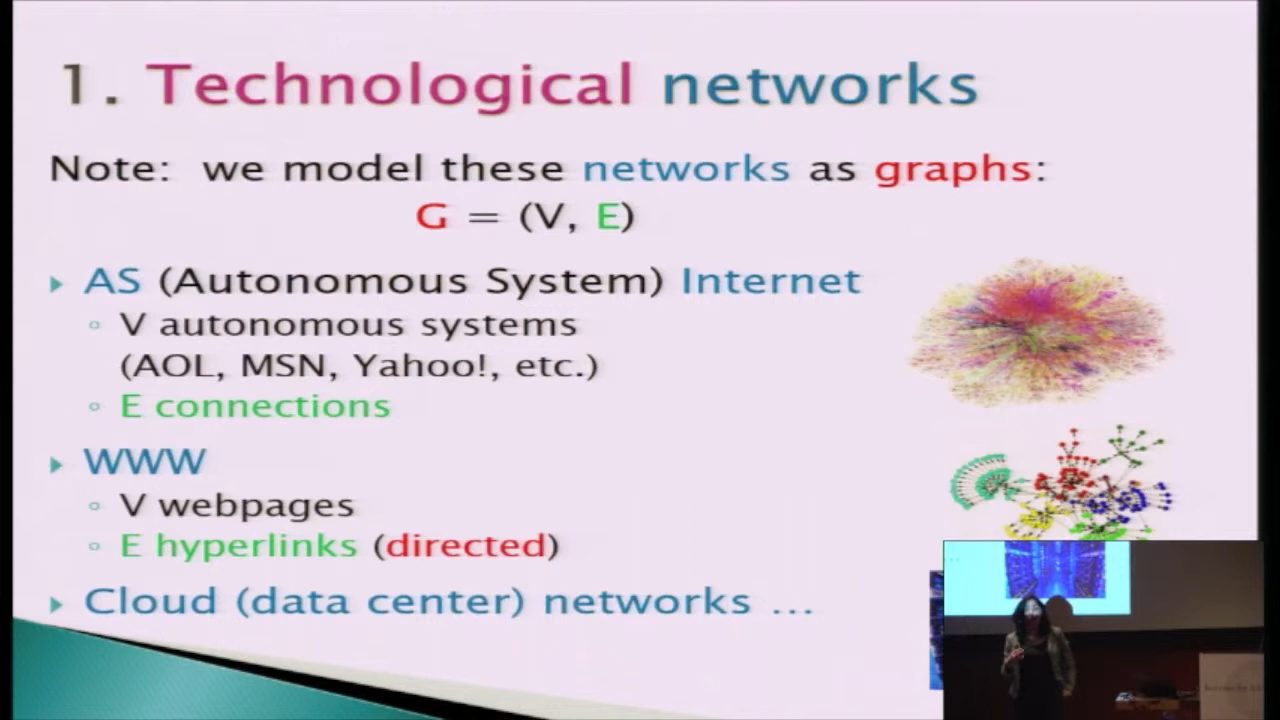 1. Technological networks
Note: we model these networks as graphs:
G = (V, E)
AS (Autonomous System) Internet
V autonomous systems
(AOL, MSN, Yahoo!, etc.)
E connections
WWW
V webpages
E hyperlinks (directed)
Cloud (data center) networks ...